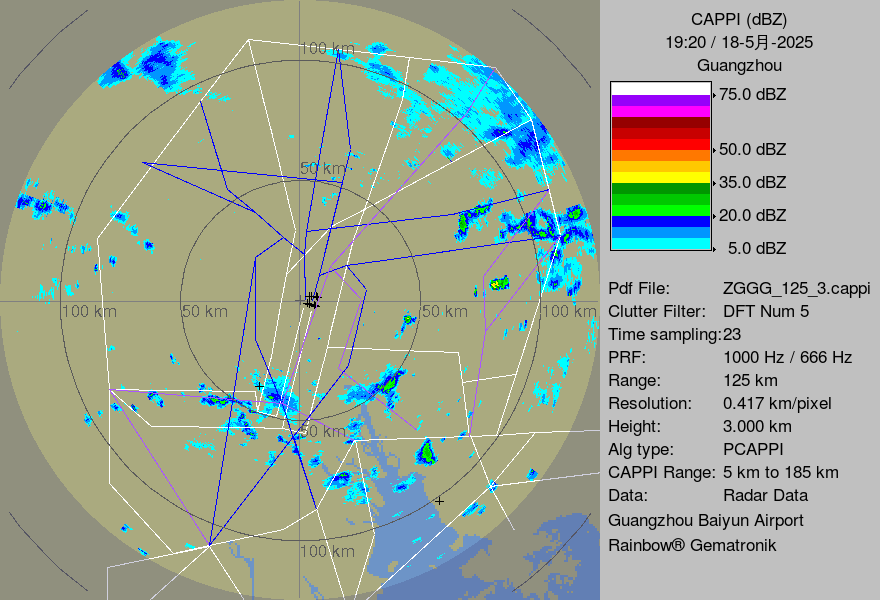 CAPPI (dBZ)
19:20 / 18-5月-2025
Guangzhou
75.0 dBZ
50.0 dBZ
35.0 dBZ
20.0 dBZ
5.0 dBZ
Pdf File: ZGGG_125_3.cappi
Clutter Filter: DFT Num 5
Time sampling:23
PRF: 1000 Hz / 666 Hz
Range: 125 km
Resolution: 0.417 km/pixel
Height: 3.000 km
Alg type: PCAPPI
CAPPI Range: 5 km to 185 km
Data: Radar Data
Guangzhou Baiyun Airport
Rainbow® Gematronik
100 km
50 km
100 km 50 km 50 km 100 km
50 km
100 km